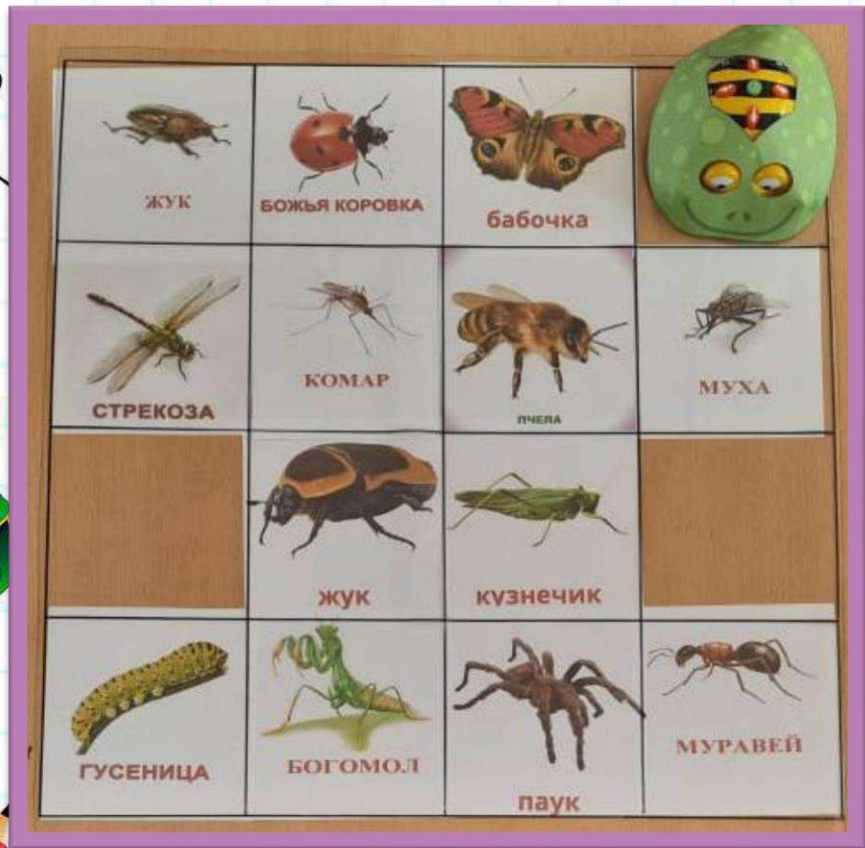 ЖУК
БОЖЬЯ КОРОВКА
бабочка
СТРЕКОЗА
КОМАР
ПЧЕЛА
МУХА
жук
кузнечик
ГУСЕНИЦА
БОГОМОЛ
паук
МУРАВЕЙ